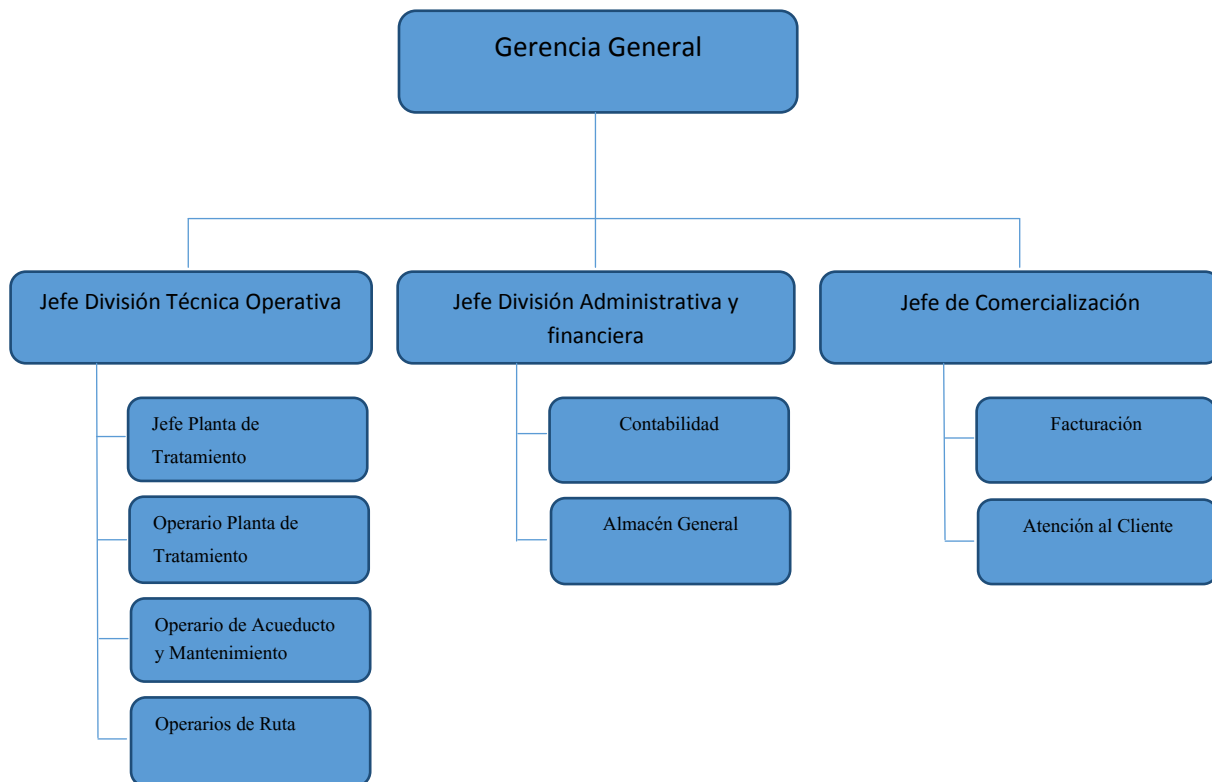 Gerencia General
Jefe División Técnica Operativa
Jefe División Administrativa y
financiera
Jefe de Comercialización
Jefe Planta de
Tratamiento
Operario Planta de
Tratamiento
Operario de Acueducto
y Mantenimiento
Operarios de Ruta
Contabilidad
Almacén General
Facturación
Atención al Cliente